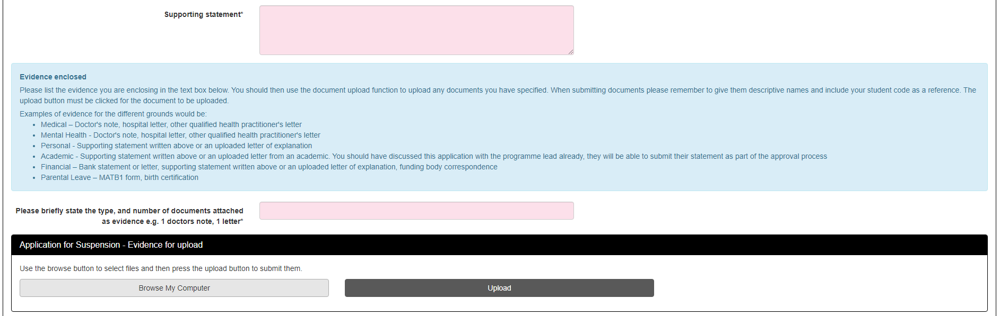 Supporting statement*
Evidence enclosed
Please list the evidence you are enclosing in the text box below. You should then use the document upload function to upload any documents you have specified. When submitting documents please remember to give them descriptive names and include your student code as a reference. The
upload button must be clicked for the document to be uploaded.
Examples of evidence for the different grounds would be:
• Medical – Doctor's note, hospital letter, other qualified health practitioner's letter
• Mental Health - Doctor's note, hospital letter, other qualified health practitioner's letter
• Personal - Supporting statement written above or an uploaded letter of explanation
• Academic - Supporting statement written above or an uploaded letter from an academic. You should have discussed this application with the programme lead already, they will be able to submit their statement as part of the approval process
• Financial – Bank statement or letter, supporting statement written above or an uploaded letter of explanation, funding body correspondence
• Parental Leave – MATB1 form, birth certification
Please briefly state the type, and number of documents attached
as evidence e.g. 1 doctors note, 1 letter*
Application for Suspension - Evidence for upload
Use the browse button to select files and then press the upload button to submit them.
Browse My Computer
Upload